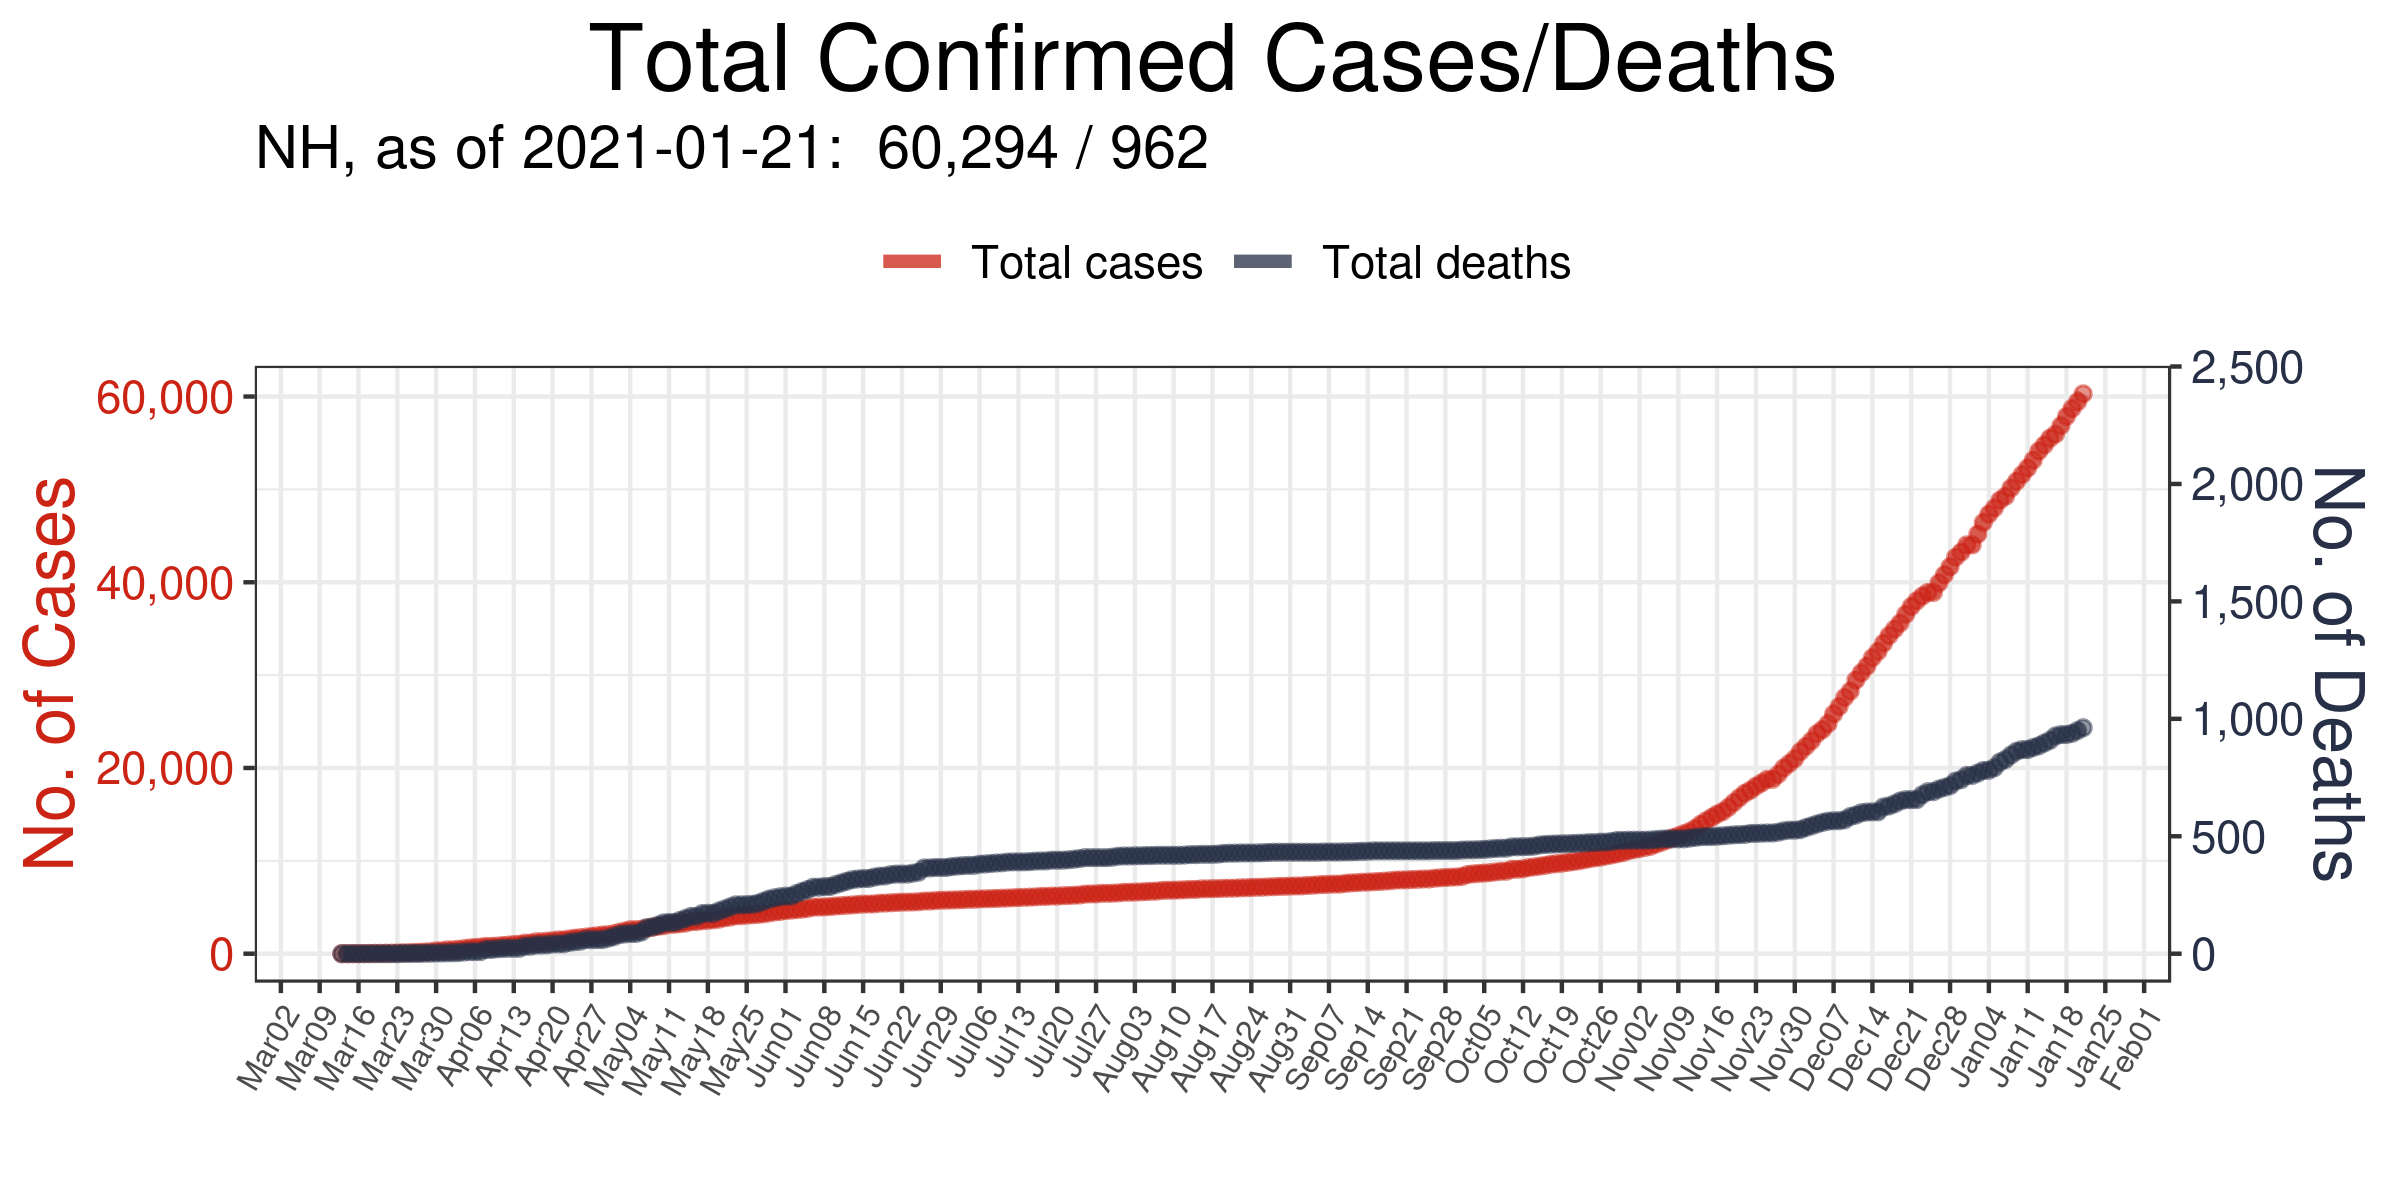 Total Confirmed Cases/Deaths
NH, as of 2021-01-21: 60,294 / 962
Total cases
Total deaths
No. of Cases
60,000
40,000
20,000
0
2,500
2,000
1,500
1,000
500
0
No. of Deaths
Mar02
Mar09
Mar16
Mar23
Mar30
Apr06
Apr13
Apr20
Apr27
May04
May11
May18
May25
Jun01
Jun08
Jun15
Jun22
Jun29
Jul06
Jul13
Jul20
Jul27
Aug03
Aug10
Aug17
Aug24
Aug31
Sep07
Sep14
Sep21
Sep28
Oct05
Oct12
Oct19
Oct26
Nov02
Nov09
Nov16
Nov23
Nov30
Dec07
Dec14
Dec21
Dec28
Jan04
Jan11
Jan18
Jan25
Feb01